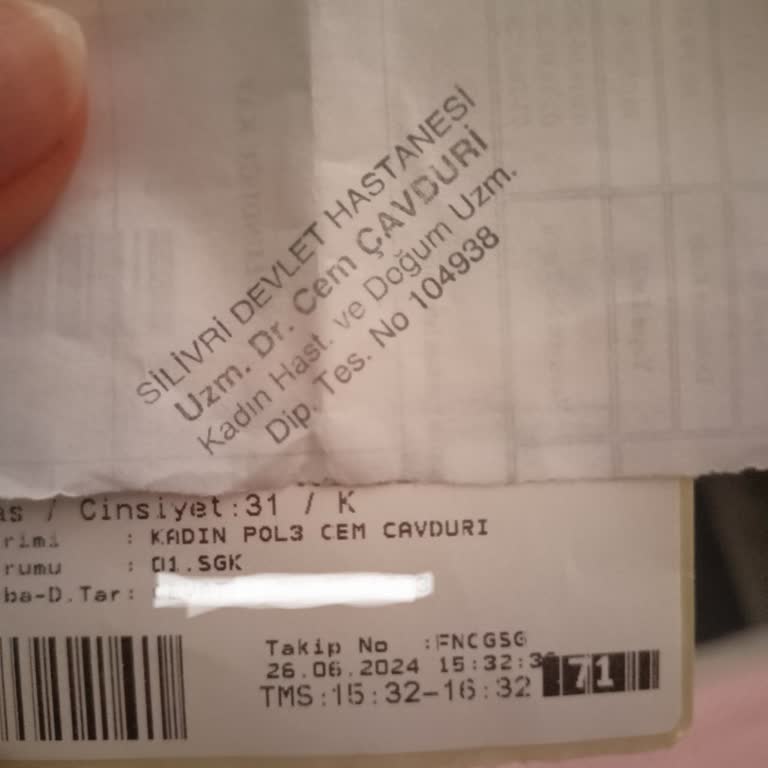 SİLİVRİ DEVLET HASTANESİ
Uzm. Dr. Cem ÇAVDURİ
Kadın Hast. ve Doğum Uzm.
Dip. Tes. No 104938
as / Cinsiyet:31 / K
rimi : KADIN POL3 CEM CAVDURI
rumu : 01.SGK
ba-D.Tar:
Takip No :FNCGSG
26.06.2024 15:32:36
TMS:15:32-16:32
71